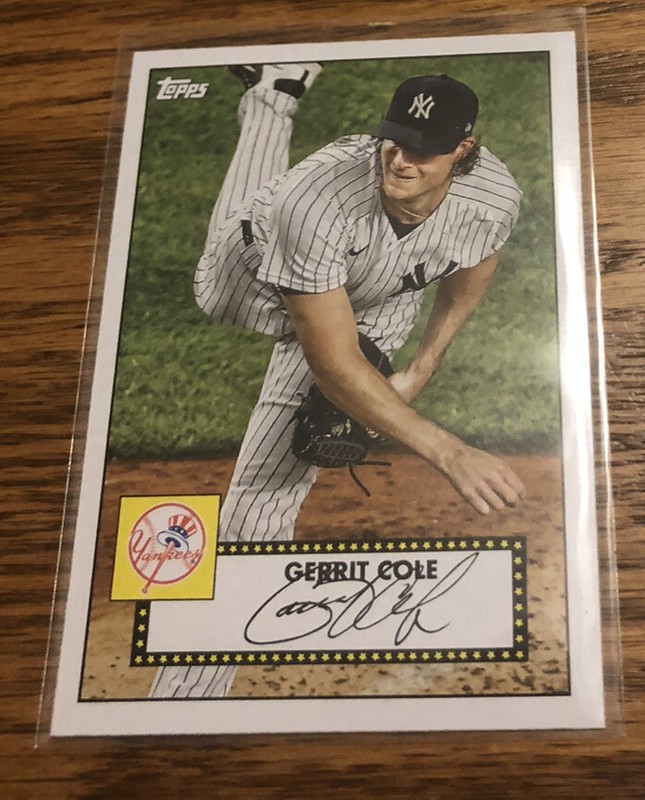 Topps
NY
NY
Yankees
GERRIT COLE